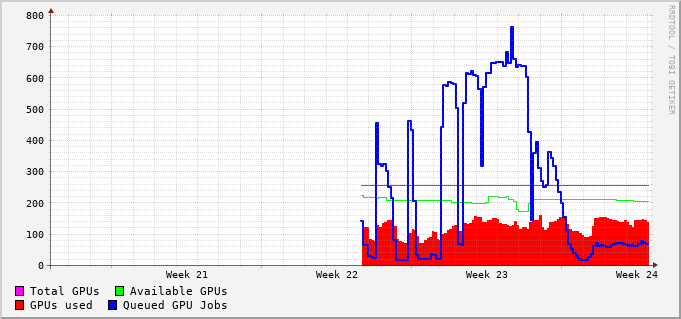 800
700
600
500
400
300
200
100
0
Week 21 Week 22 Week 23 Week 24
Total GPUs Available GPUs
GPUs used Queued GPU Jobs
RRDTOOL / TOBI OETIKER